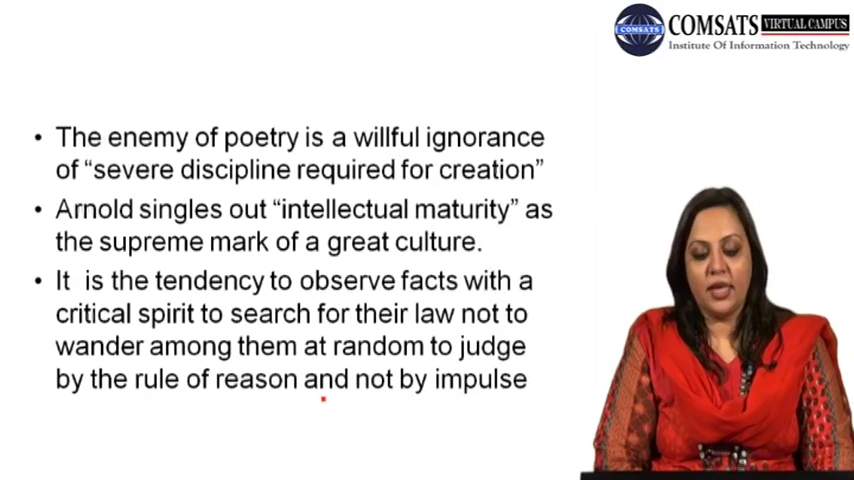 COMSATS
COMSATS VIRTUAL CAMPUS
Institute Of Information Technology
• The enemy of poetry is a willful ignorance
of “severe discipline required for creation”
• Arnold singles out “intellectual maturity” as
the supreme mark of a great culture.
• It is the tendency to observe facts with a
critical spirit to search for their law not to
wander among them at random to judge
by the rule of reason and not by impulse